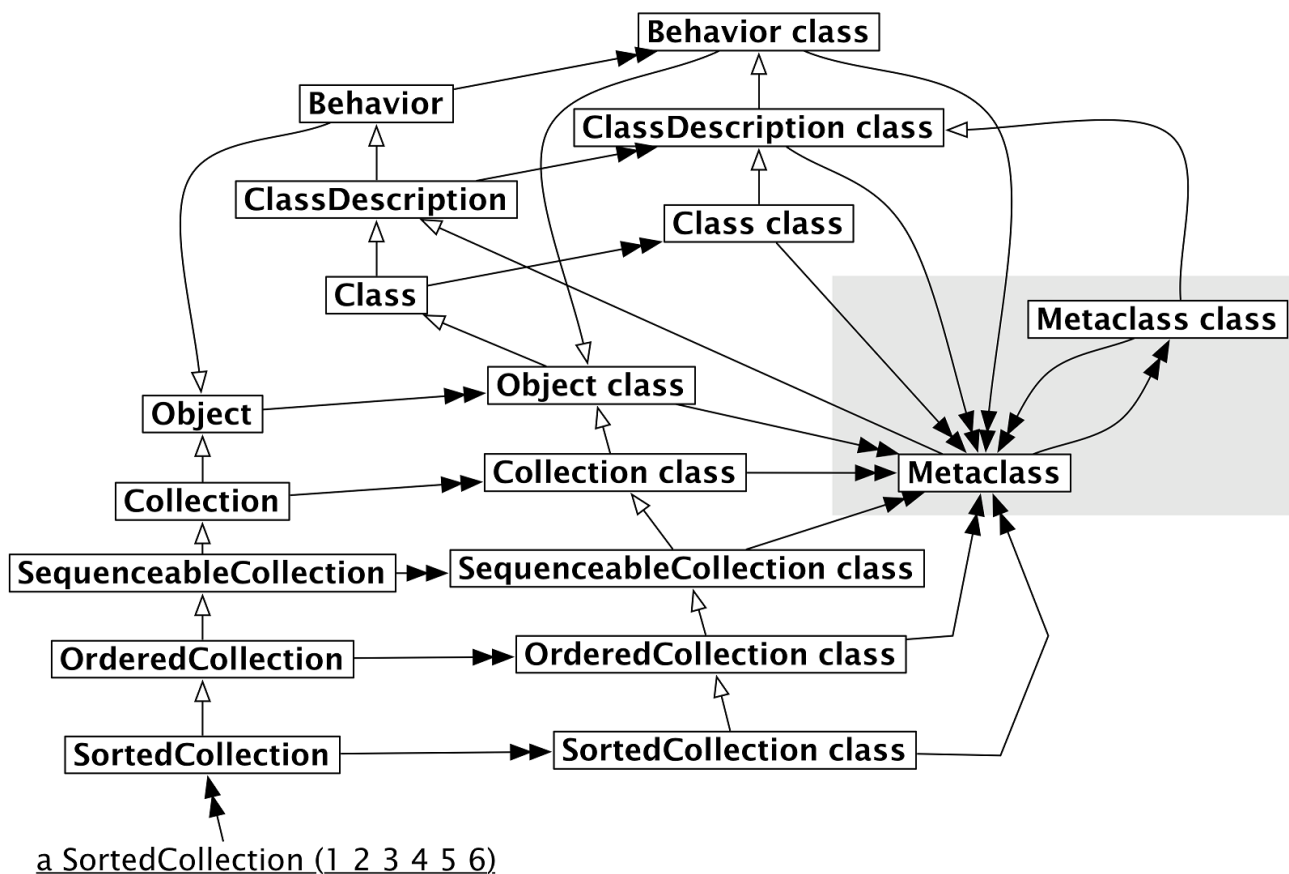 Behavior class
Behavior
ClassDescription class
ClassDescription
Class class
Class
Metaclass class
Object class
Object
Metaclass
Collection class
Collection
SequenceableCollection class
SequenceableCollection
OrderedCollection class
OrderedCollection
SortedCollection class
SortedCollection
a SortedCollection (1 2 3 4 5 6)